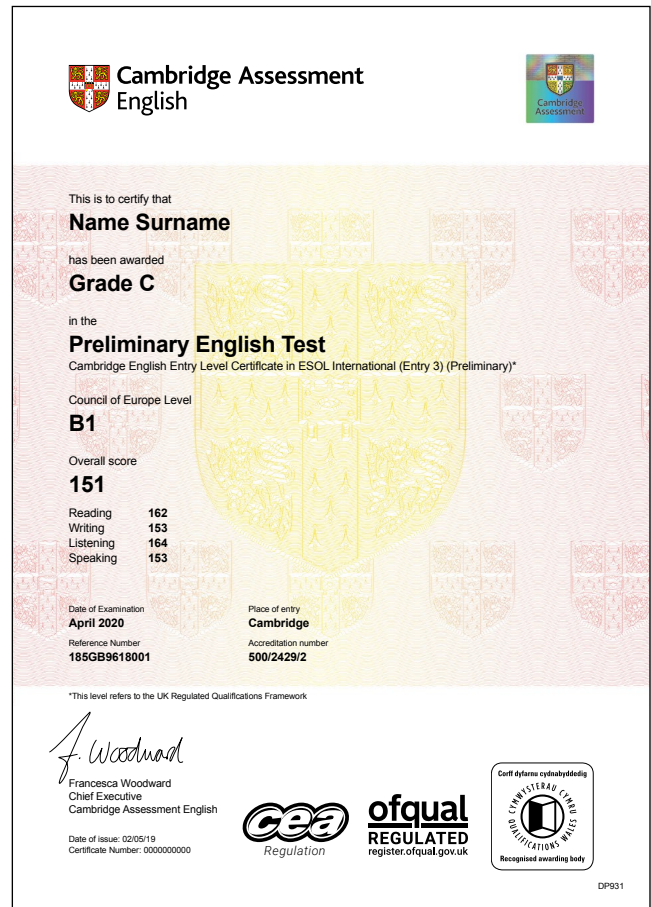 Cambridge Assessment
English
Cambridge
Assessment
This is to certify that
Name Surname
has been awarded
Grade C
in the
Preliminary English Test
Cambridge English Entry Level Certificate in ESOL International (Entry 3) (Preliminary)*
Council of Europe Level
B1
Overall score
151
Reading 162
Writing 153
Listening 164
Speaking 153
Date of Examination Place of entry
April 2020 Cambridge
Reference Number Accreditation number
185GB9618001 500/2429/2
*This level refers to the UK Regulated Qualifications Framework
F. Woodward
Francesca Woodward
Chief Executive
Cambridge Assessment English
Date of issue: 02/05/19
Certificate Number: 0000000000
cea
Regulation
ofqual
REGULATED
register.ofqual.gov.uk
Corff dyfarnu cydnabyddedig
CYMWYSTERAU CYMRU
QUALIFICATIONS WALES
Recognised awarding body
DP931